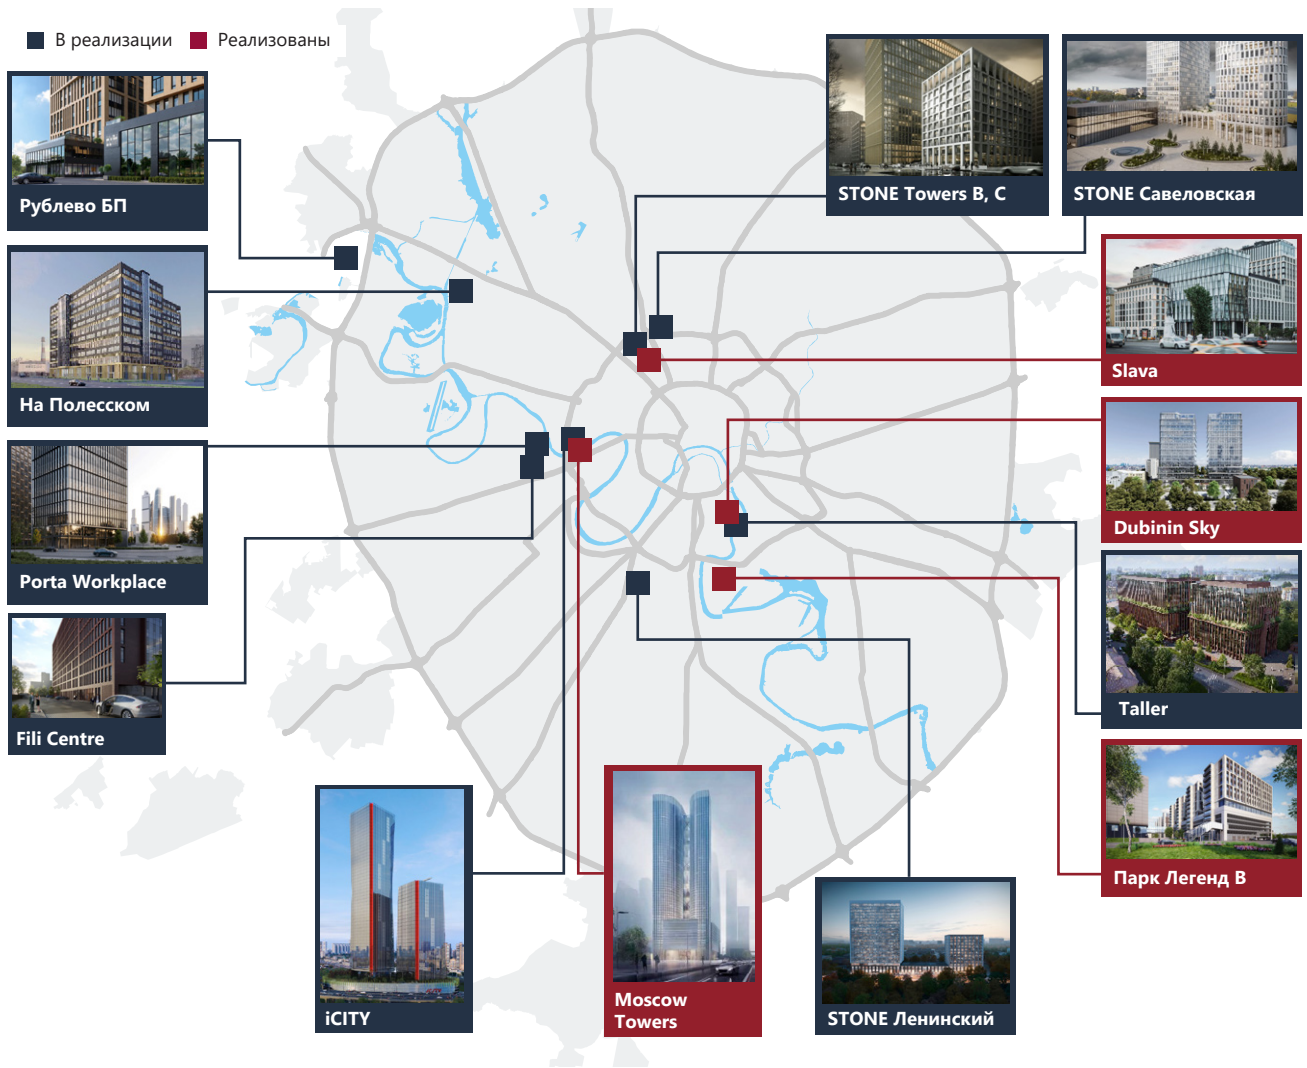 В реализации
Реализованы
Рублево БП
На Полесском
Porta Workplace
Fili Centre
iCITY
Moscow
Towers
STONE Ленинский
STONE Towers B, C
STONE Савеловская
Slava
Dubinin Sky
Taller
Парк Легенд В